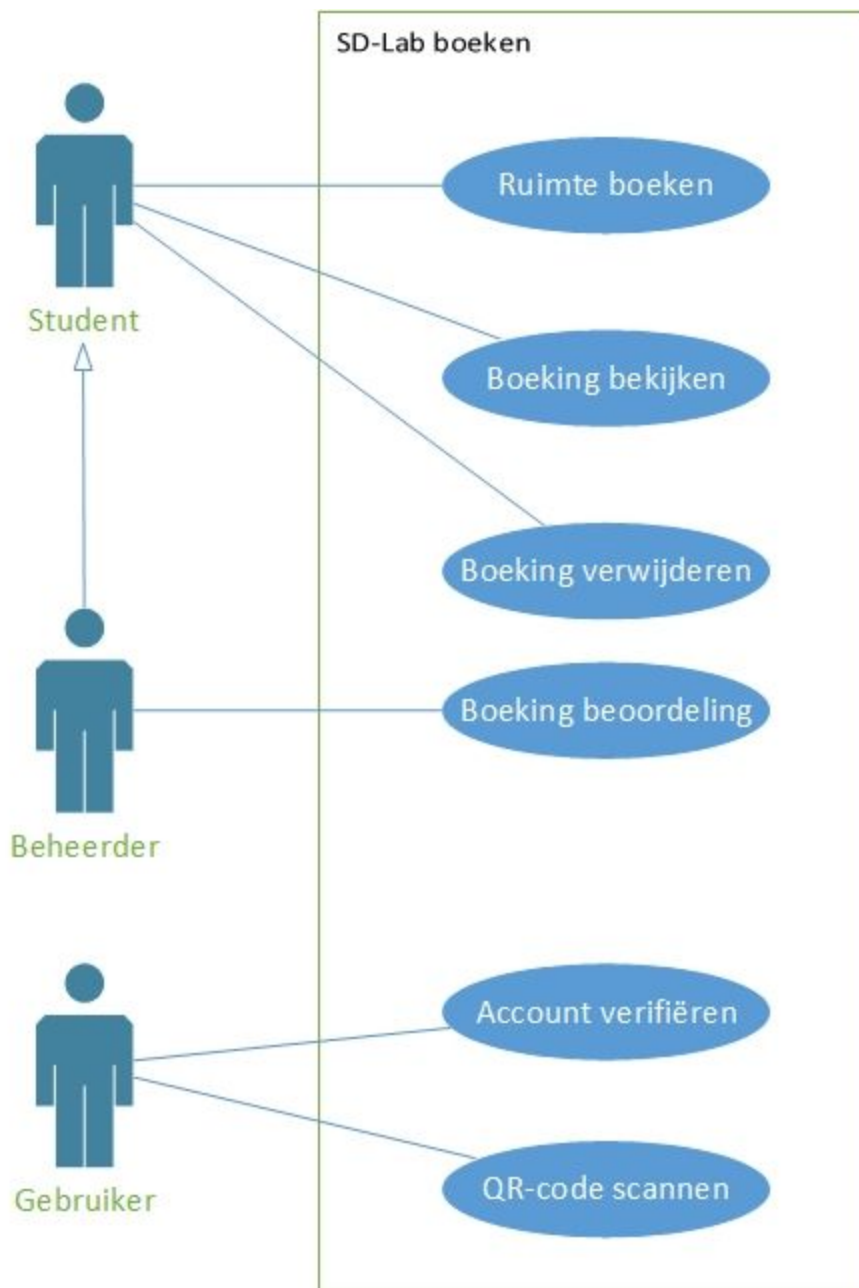 SD-Lab boeken
Ruimte boeken
Student
Boeking bekijken
Boeking verwijderen
Boeking beoordeling
Beheerder
Account verifiëren
Gebruiker
QR-code scannen